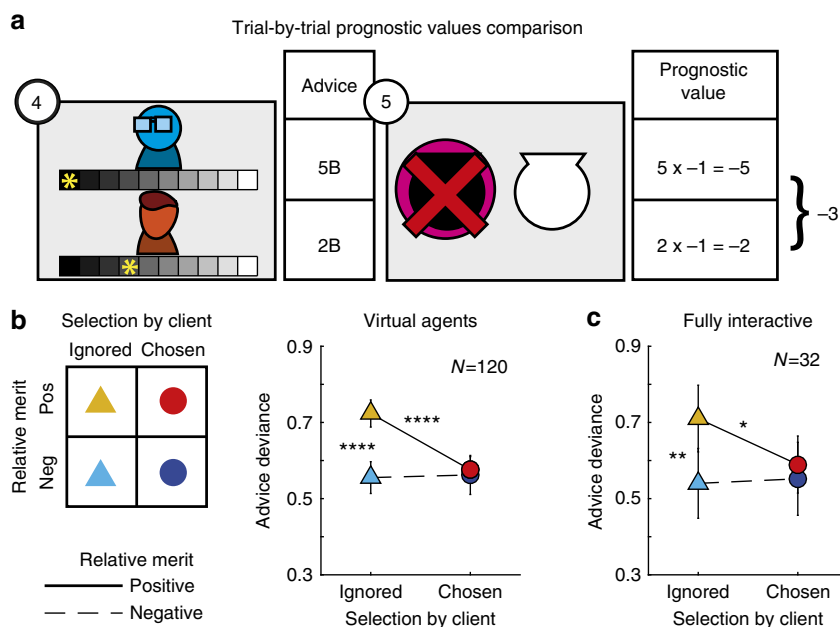 a
Trial-by-trial prognostic values comparison
4
Advice
5B
2B
5
Prognostic
value
5 x –1 = –5
2 x –1 = –2
–3
*
*
b
Selection by client
Ignored Chosen
Relative merit
Pos
Neg
Relative merit
Positive
Negative
Virtual agents
N=120
Advice deviance
0.9
0.7
0.5
0.3
****
****
Ignored Chosen
Selection by client
c
Fully interactive
N=32
Advice deviance
0.9
0.7
0.5
0.3
*
**
Ignored Chosen
Selection by client